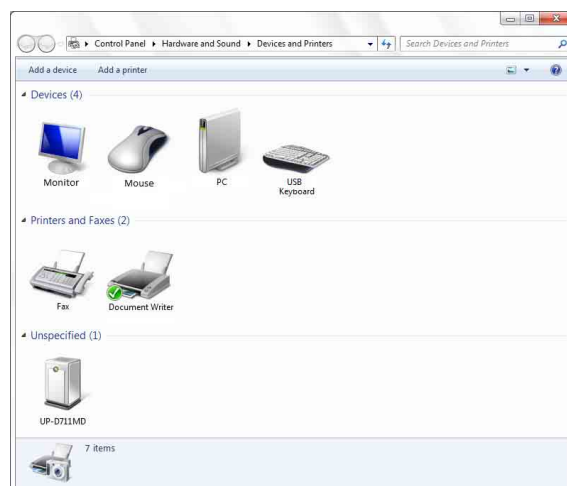 Control Panel Hardware and Sound Devices and Printers Search Devices and Printers
Add a device Add a printer
Devices (4)
Monitor Mouse PC USB
Keyboard
Printers and Faxes (2)
Fax Document Writer
Unspecified (1)
UP-D711MD
7 items